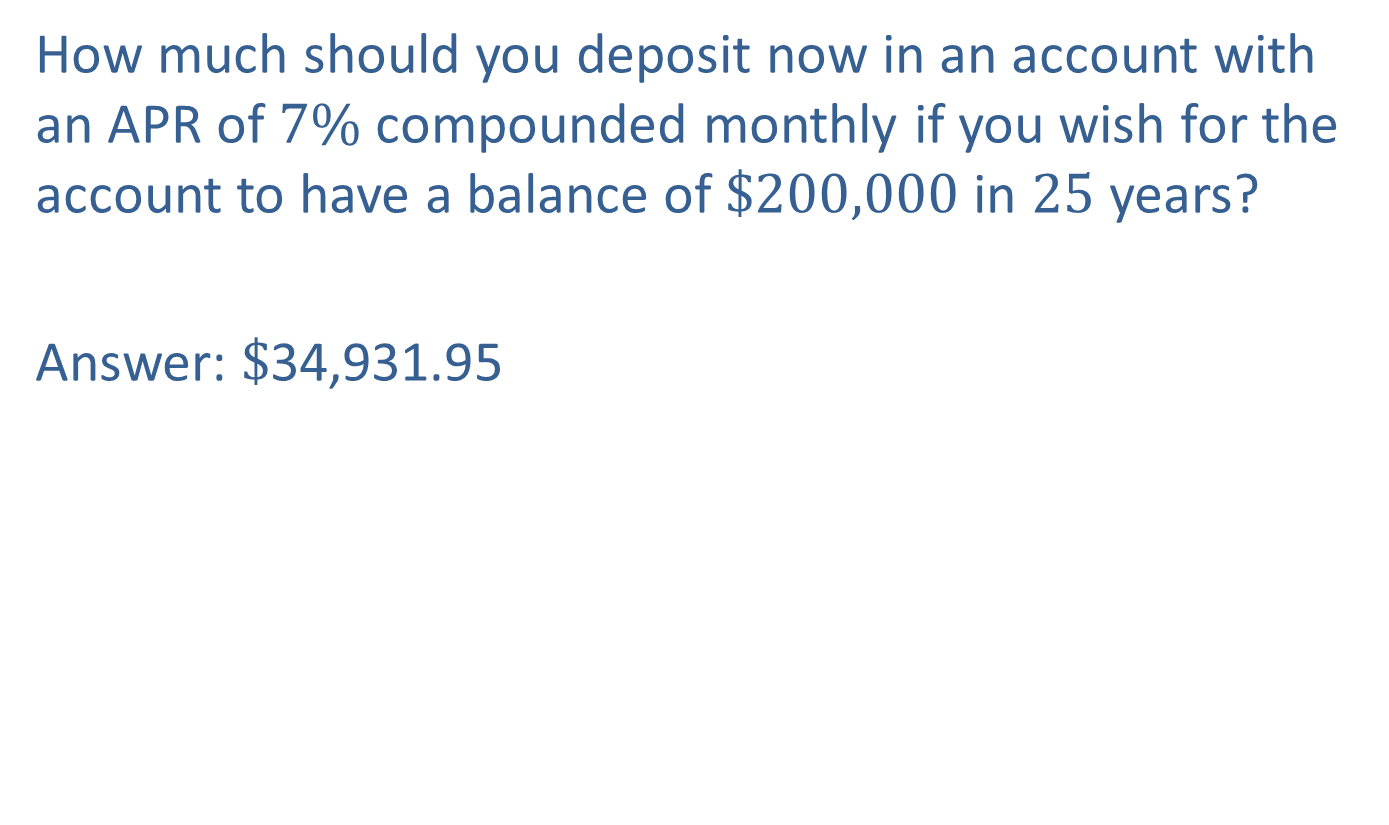 How much should you deposit now in an account with
an APR of 7% compounded monthly if you wish for the
account to have a balance of $200,000 in 25 years?
Answer: $34,931.95